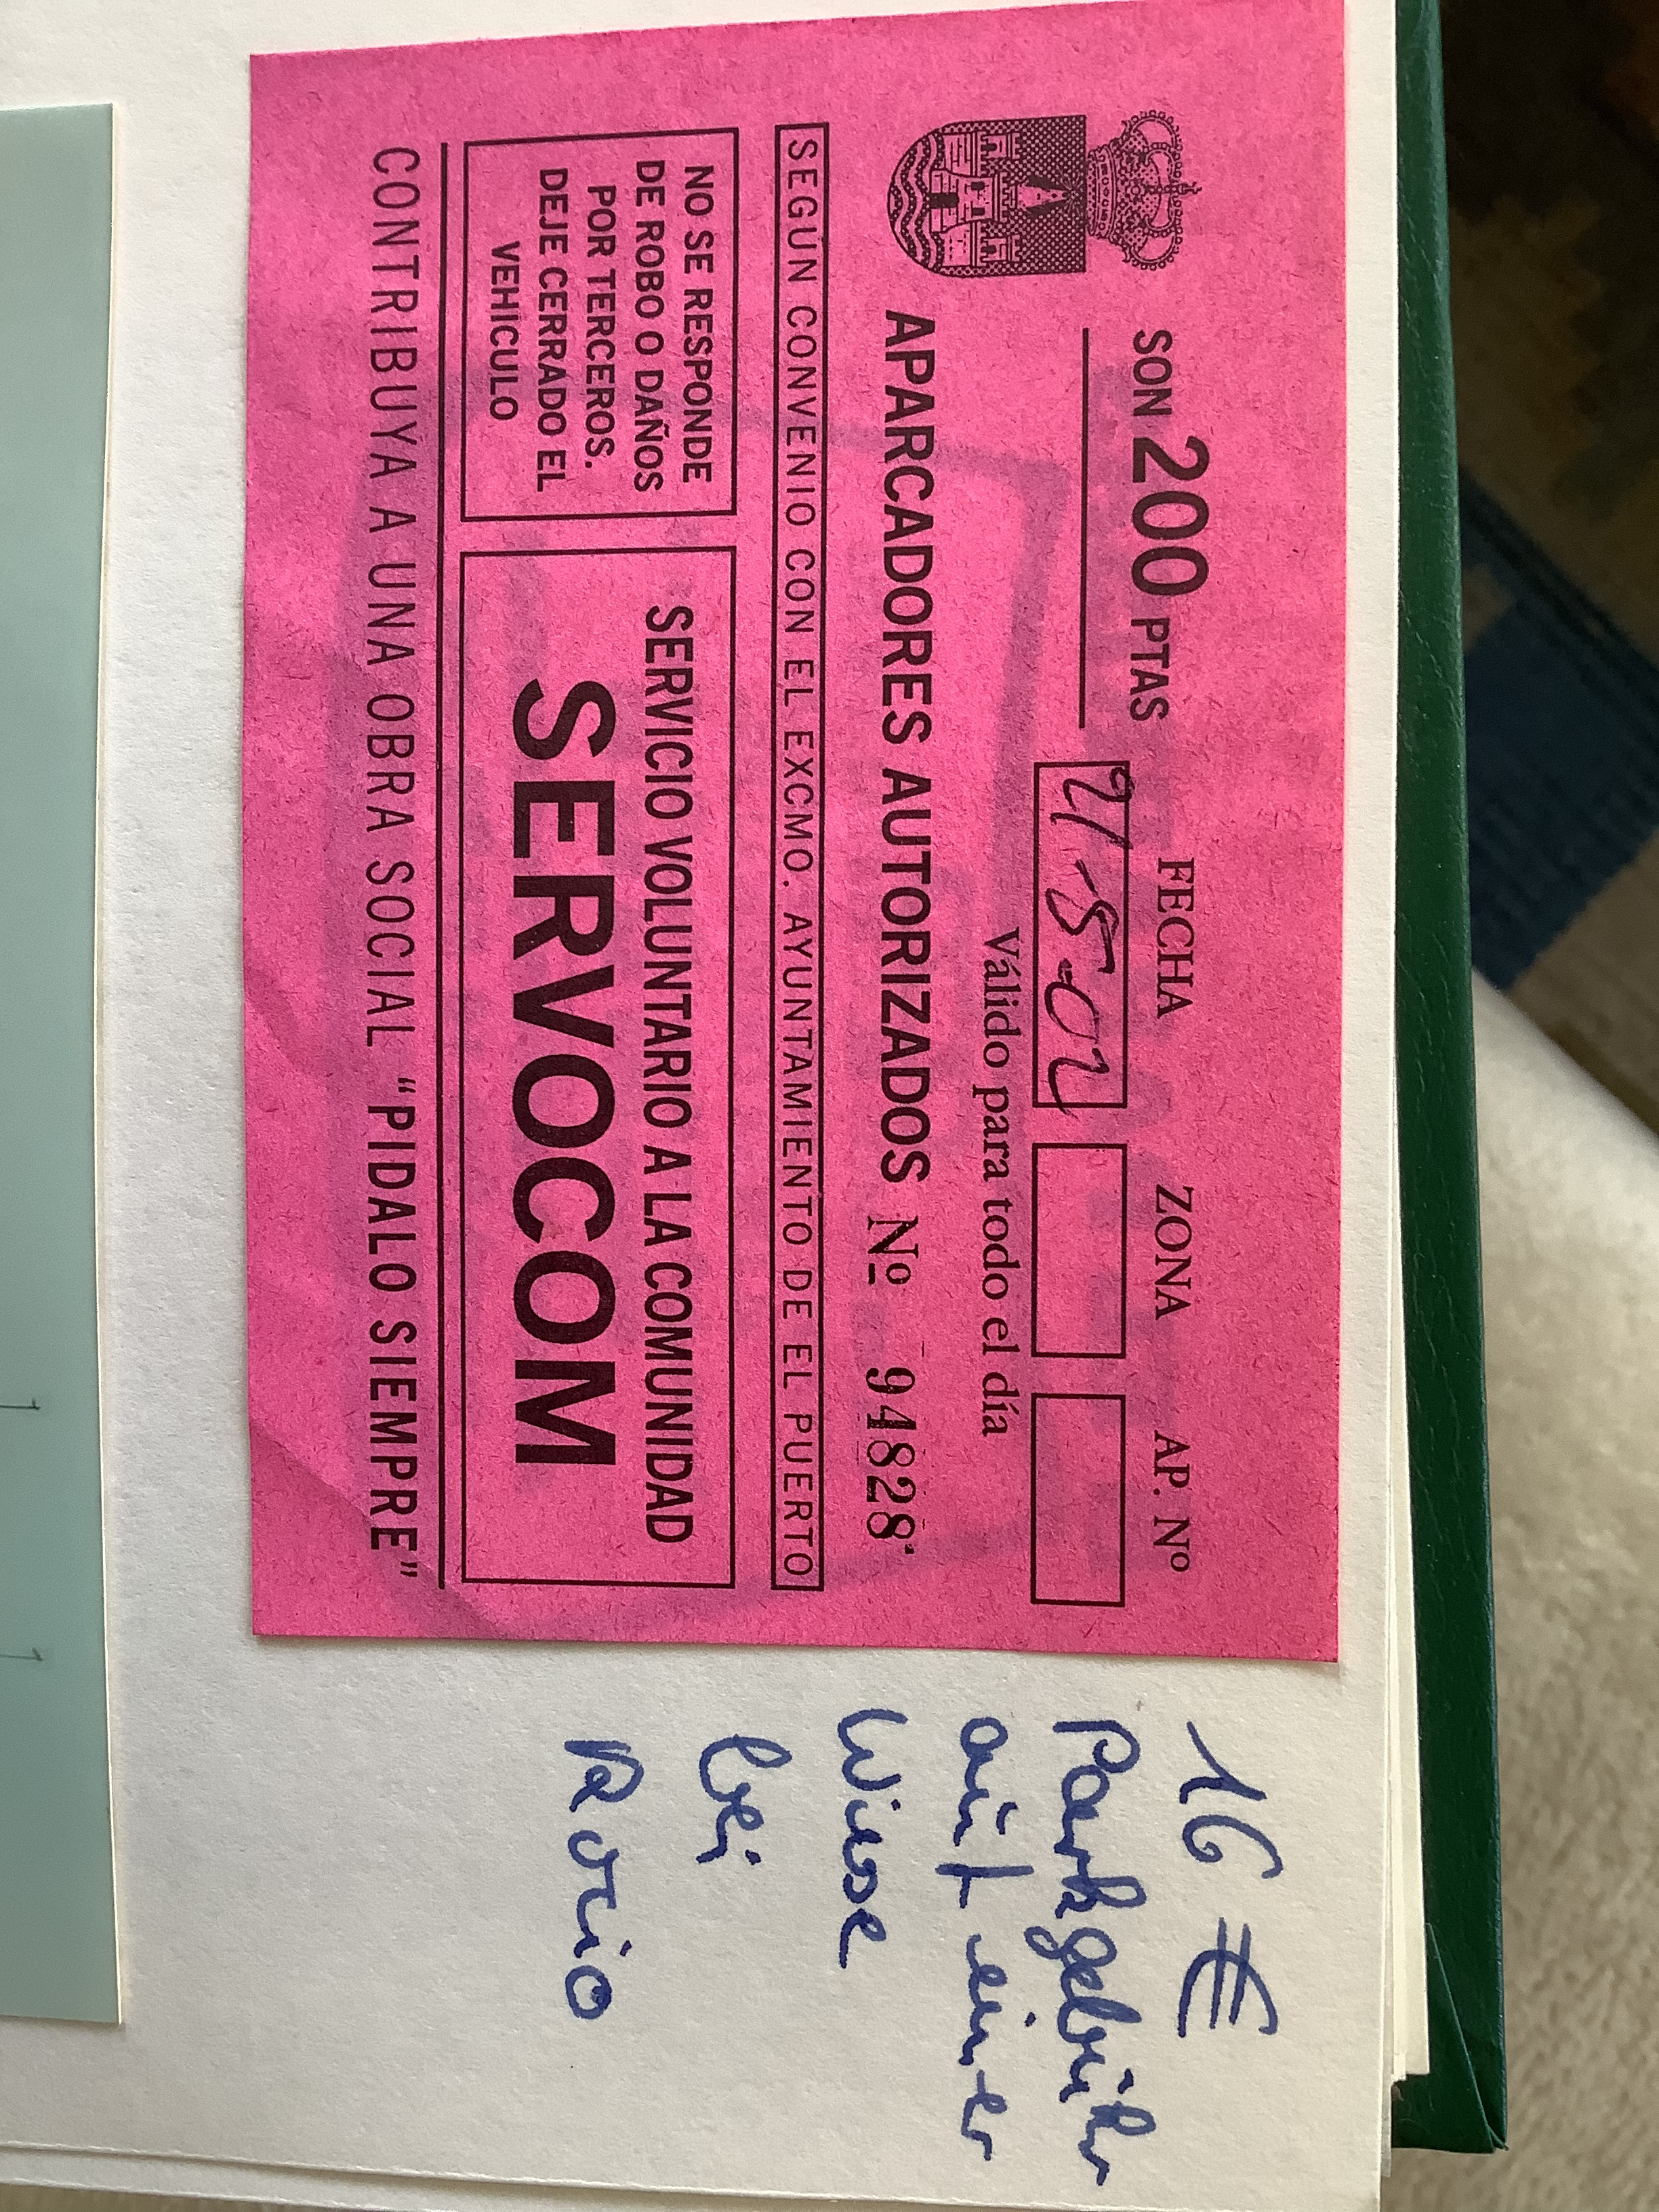 SON 200 PTAS
FECHA
ZONA
AP. Nº
21-5-02
Válido para todo el día
APARCADORES AUTORIZADOS Nº 94828
SEGÚN CONVENIO CON EL EXCMO. AYUNTAMIENTO DE EL PUERTO
NO SE RESPONDE
DE ROBO O DAÑOS
POR TERCEROS.
DEJE CERRADO EL
VEHICULO
SERVICIO VOLUNTARIO A LA COMUNIDAD
SERVOCOM
CONTRIBUYA A UNA OBRA SOCIAL "PIDALO SIEMPRE"
16 €
Parkgebühr
auf einer
Wiese
bei
Rocio